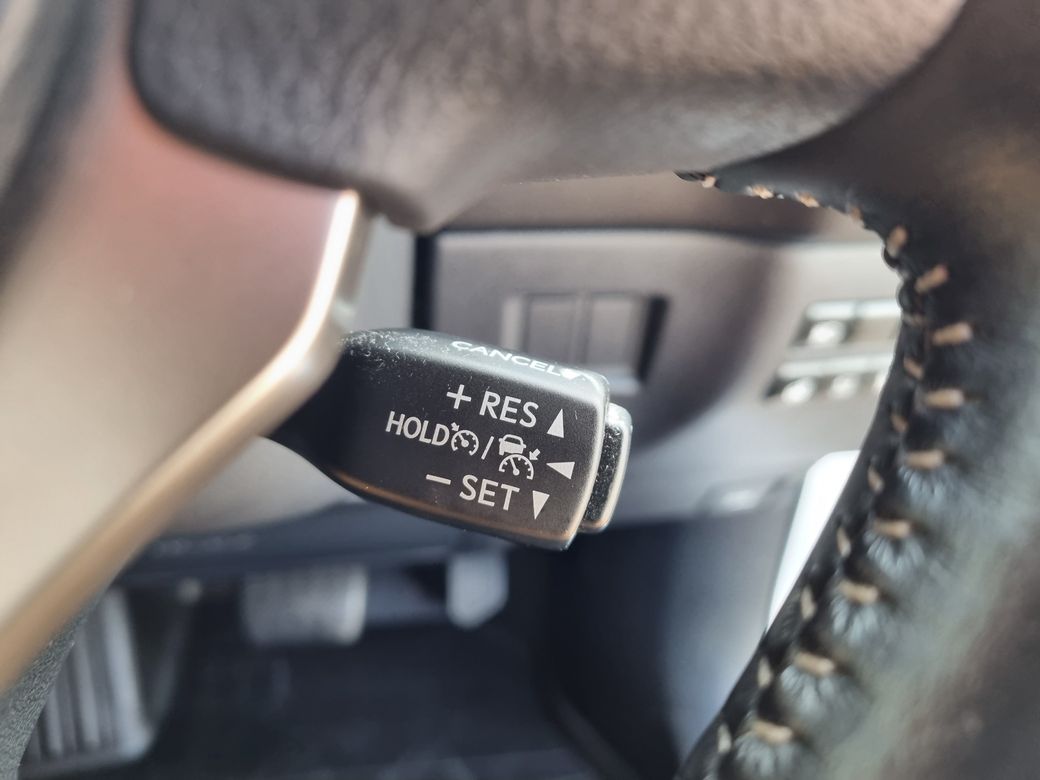 CANCEL
+ RES
HOLD /
− SET